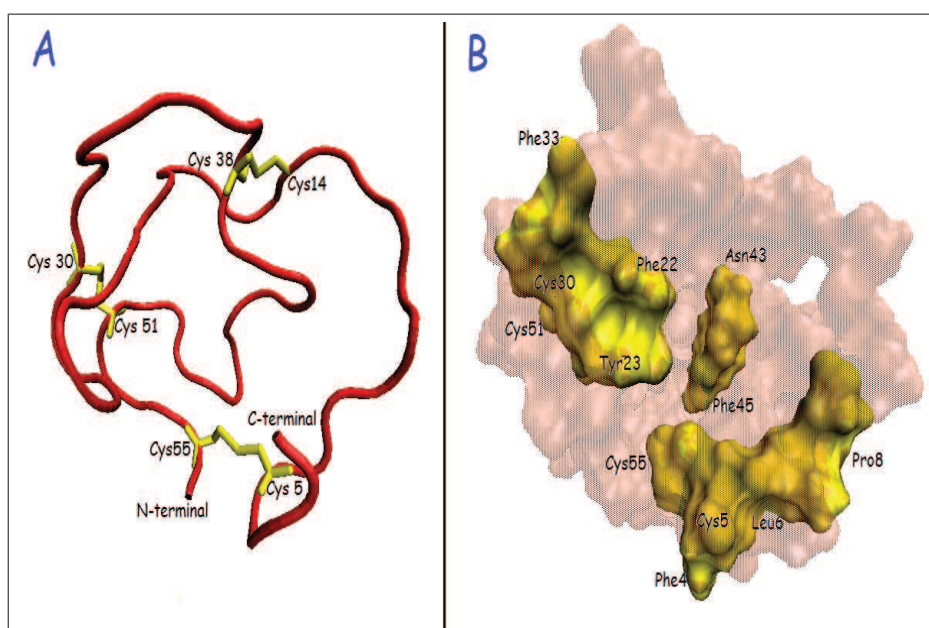 A
Cys 38
Cys14
Cys 30
Cys 51
C-terminal
Cys55
Cys 5
N-terminal
B
Phe33
Phe22
Asn43
Cys30
Cys51
Tyr23
Phe45
Cys55
Pro8
Cys5
Leu6
Phe4